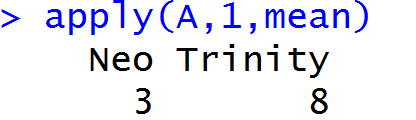 > apply(A,1,mean)
Neo Trinity
3 8